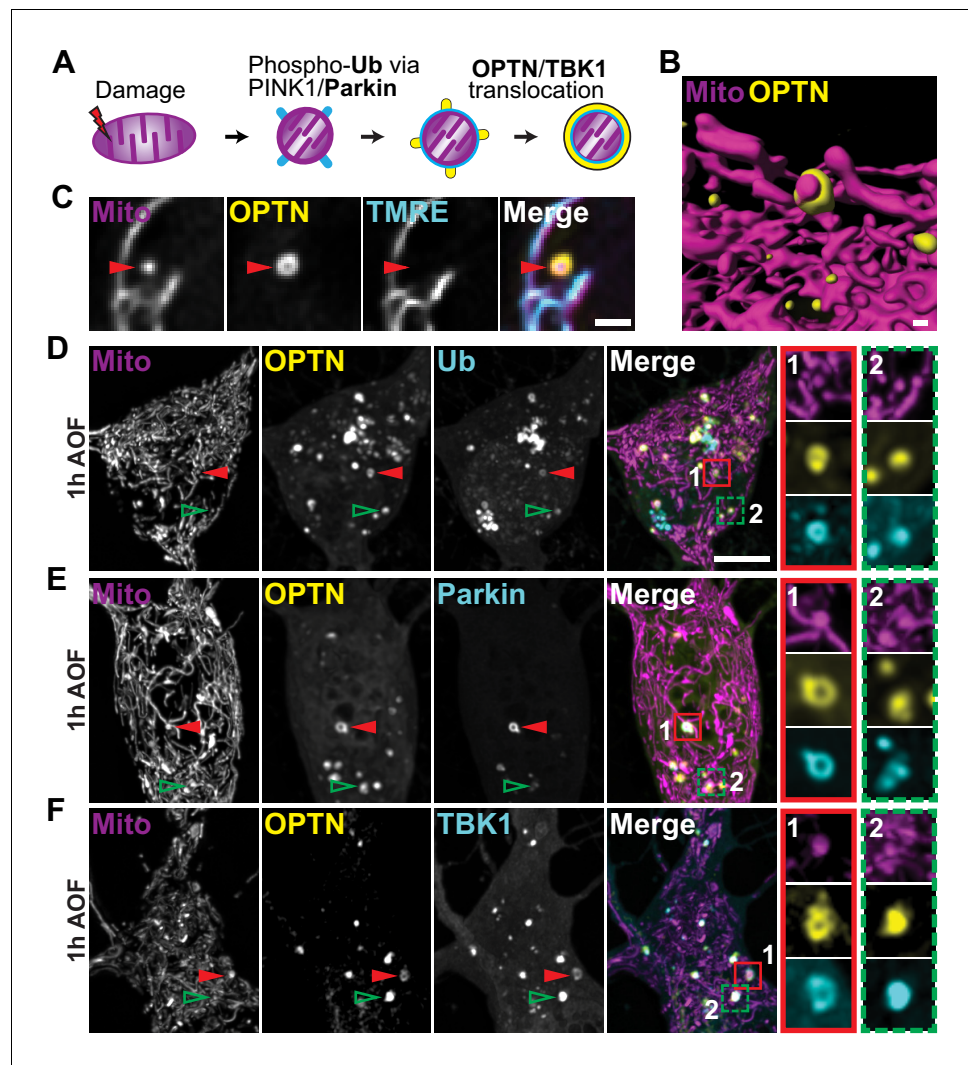 A
Damage
Phospho-Ub via
PINK1/Parkin
OPTN/TBK1
translocation
B
Mito OPTN
C
Mito
OPTN
TMRE
Merge
D
1h AOF
Mito
OPTN
Ub
Merge
1
2
1
2
E
1h AOF
Mito
OPTN
Parkin
Merge
1
2
1
2
F
1h AOF
Mito
OPTN
TBK1
Merge
1
2
1
2